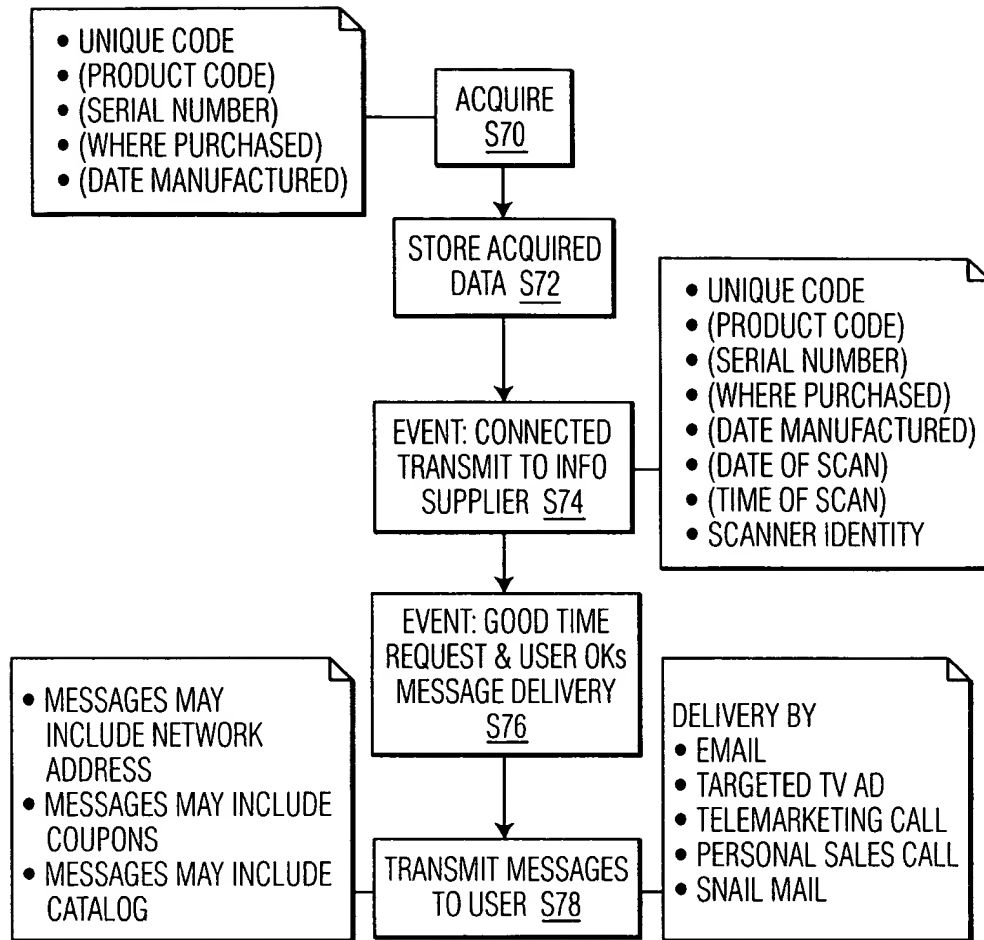 • UNIQUE CODE
• (PRODUCT CODE)
• (SERIAL NUMBER)
• (WHERE PURCHASED)
• (DATE MANUFACTURED)
ACQUIRE
S70
STORE ACQUIRED
DATA S72
• UNIQUE CODE
• (PRODUCT CODE)
• (SERIAL NUMBER)
• (WHERE PURCHASED)
• (DATE MANUFACTURED)
• (DATE OF SCAN)
• (TIME OF SCAN)
• SCANNER IDENTITY
EVENT: CONNECTED
TRANSMIT TO INFO
SUPPLIER S74
EVENT: GOOD TIME
REQUEST & USER OKs
MESSAGE DELIVERY
S76
• MESSAGES MAY
INCLUDE NETWORK
ADDRESS
• MESSAGES MAY INCLUDE
COUPONS
• MESSAGES MAY INCLUDE
CATALOG
DELIVERY BY
• EMAIL
• TARGETED TV AD
• TELEMARKETING CALL
• PERSONAL SALES CALL
• SNAIL MAIL
TRANSMIT MESSAGES
TO USER S78